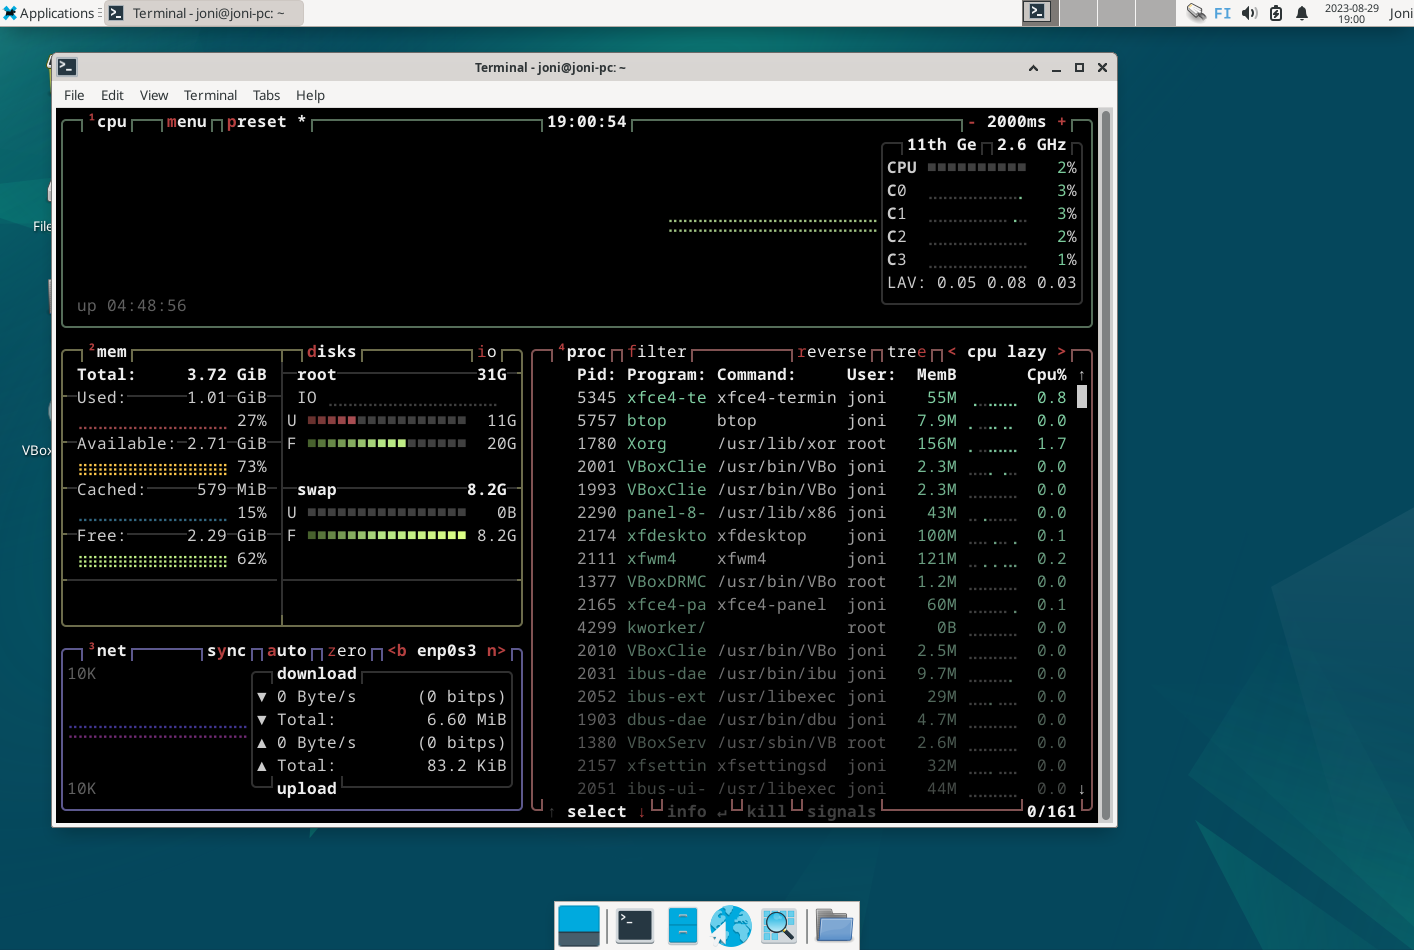 Applications
Terminal - joni@joni-pc: ~
FI
2023-08-29
19:00
Joni
File
VBox
Terminal - joni@joni-pc: ~
File Edit View Terminal Tabs Help
1cpu menu preset * 19:00:54 - 2000ms +
11th Ge 2.6 GHz
CPU 2%
C0 3%
C1 3%
C2 2%
C3 1%
LAV: 0.05 0.08 0.03
up 04:48:56
2mem disks io
Total: 3.72 GiB
Used: 1.01 GiB
27%
Available: 2.71 GiB
73%
Cached: 579 MiB
15%
Free: 2.29 GiB
62%
root 31G
IO
U 11G
F 20G
swap 8.2G
U 0B
F 8.2G
3net sync auto zero <b enp0s3 n>
10K
download
▼ 0 Byte/s (0 bitps)
▼ Total: 6.60 MiB
▲ 0 Byte/s (0 bitps)
▲ Total: 83.2 KiB
10K
upload
4proc filter reverse tree < cpu lazy >
Pid: Program: Command: User: MemB Cpu% ↑
5345 xfce4-te xfce4-termin joni 55M 0.8
5757 btop btop joni 7.9M 0.0
1780 Xorg /usr/lib/xor root 156M 1.7
2001 VBoxClie /usr/bin/VBo joni 2.3M 0.0
1993 VBoxClie /usr/bin/VBo joni 2.3M 0.0
2290 panel-8- /usr/lib/x86 joni 43M 0.0
2174 xfdeskto xfdesktop joni 100M 0.1
2111 xfwm4 xfwm4 joni 121M 0.2
1377 VBoxDRMC /usr/bin/VBo root 1.2M 0.0
2165 xfce4-pa xfce4-panel joni 60M 0.1
4299 kworker/ root 0B 0.0
2010 VBoxClie /usr/bin/VBo joni 2.5M 0.0
2031 ibus-dae /usr/bin/ibu joni 9.7M 0.0
2052 ibus-ext /usr/libexec joni 29M 0.0
1903 dbus-dae /usr/bin/dbu joni 4.7M 0.0
1380 VBoxServ /usr/sbin/VB root 2.6M 0.0
2157 xfsettin xfsettingsd joni 32M 0.0
2051 ibus-ui- /usr/libexec joni 44M 0.0 ↓
↑ select ↓ info ↵ kill signals 0/161